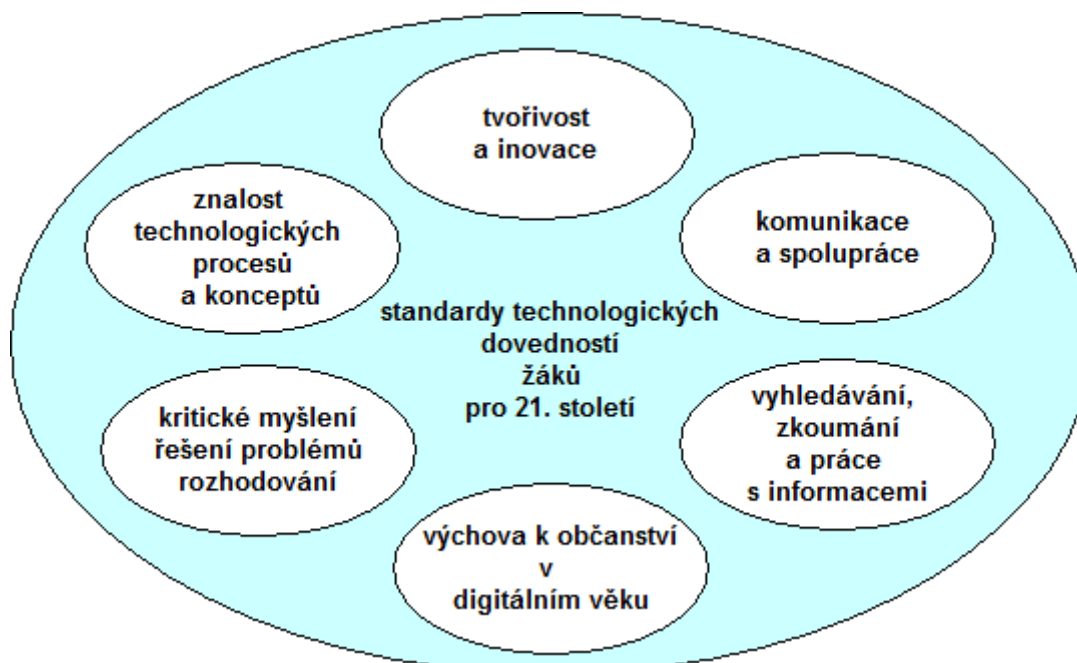 tvořivost
a inovace
znalost
technologických
procesů
a konceptů
komunikace
a spolupráce
standardy technologických
dovedností
žáků
pro 21. století
kritické myšlení
řešení problémů
rozhodování
vyhledávání,
zkoumání
a práce
s informacemi
výchova k občanství
v
digitálním věku